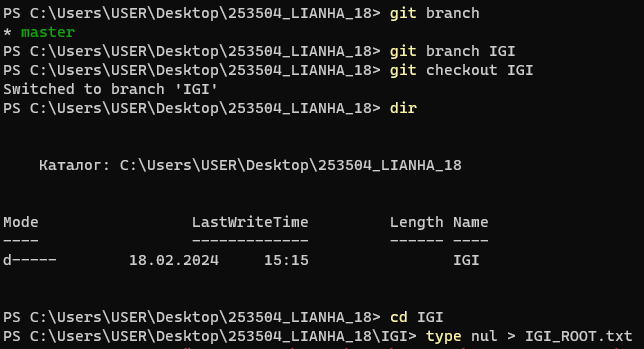 PS C:\Users\USER\Desktop\253504_LIANHA_18> git branch
* master
PS C:\Users\USER\Desktop\253504_LIANHA_18> git branch IGI
PS C:\Users\USER\Desktop\253504_LIANHA_18> git checkout IGI
Switched to branch 'IGI'
PS C:\Users\USER\Desktop\253504_LIANHA_18> dir
Каталог: C:\Users\USER\Desktop\253504_LIANHA_18
Mode LastWriteTime Length Name
---- ------------- ------ ----
d----- 18.02.2024 15:15 IGI
PS C:\Users\USER\Desktop\253504_LIANHA_18> cd IGI
PS C:\Users\USER\Desktop\253504_LIANHA_18\IGI> type nul > IGI_ROOT.txt